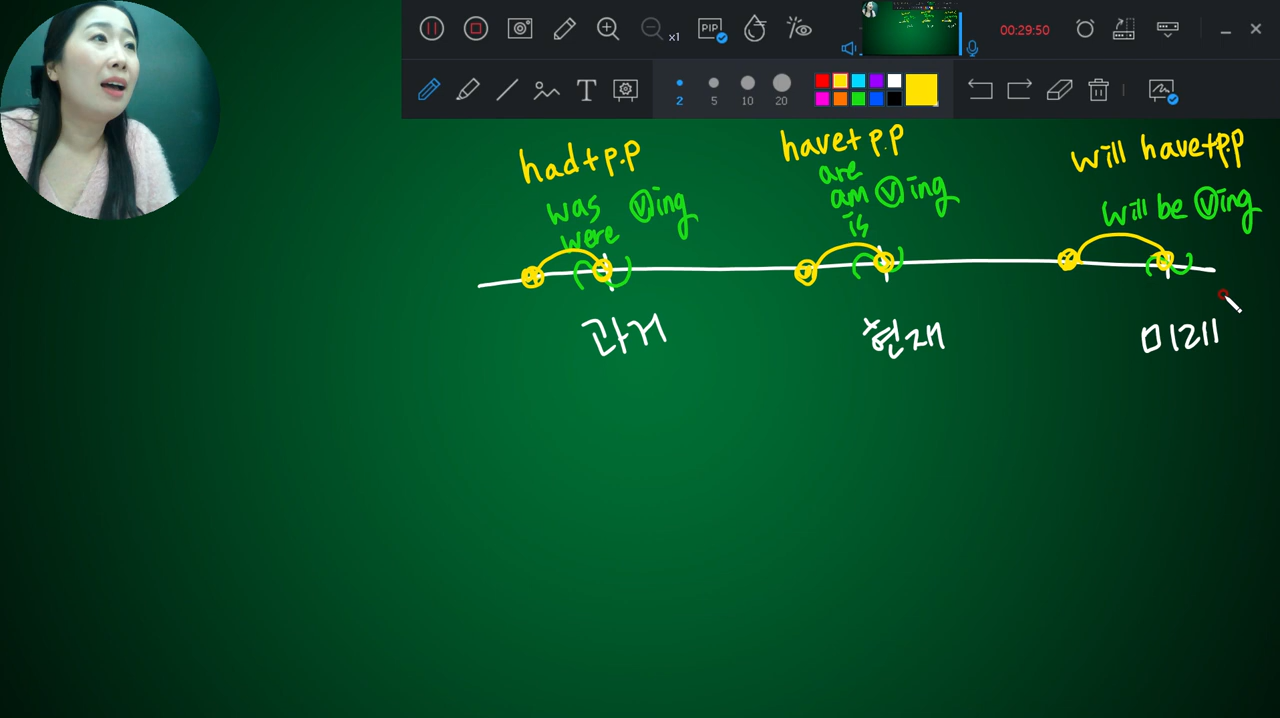 x1
PIP
00:29:50
T
2 5 10 20
had+p.p
was were ⓥing
have+p.p
are am is ⓥing
will have+p.p
will be ⓥing
과거
현재
미래